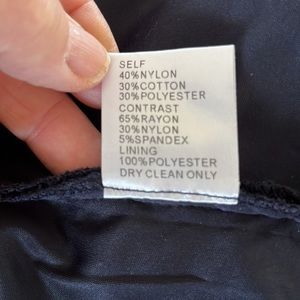 SELF
40%NYLON
30%COTTON
30%POLYESTER
CONTRAST
65%RAYON
30%NYLON
5%SPANDEX
LINING
100%POLYESTER
DRY CLEAN ONLY